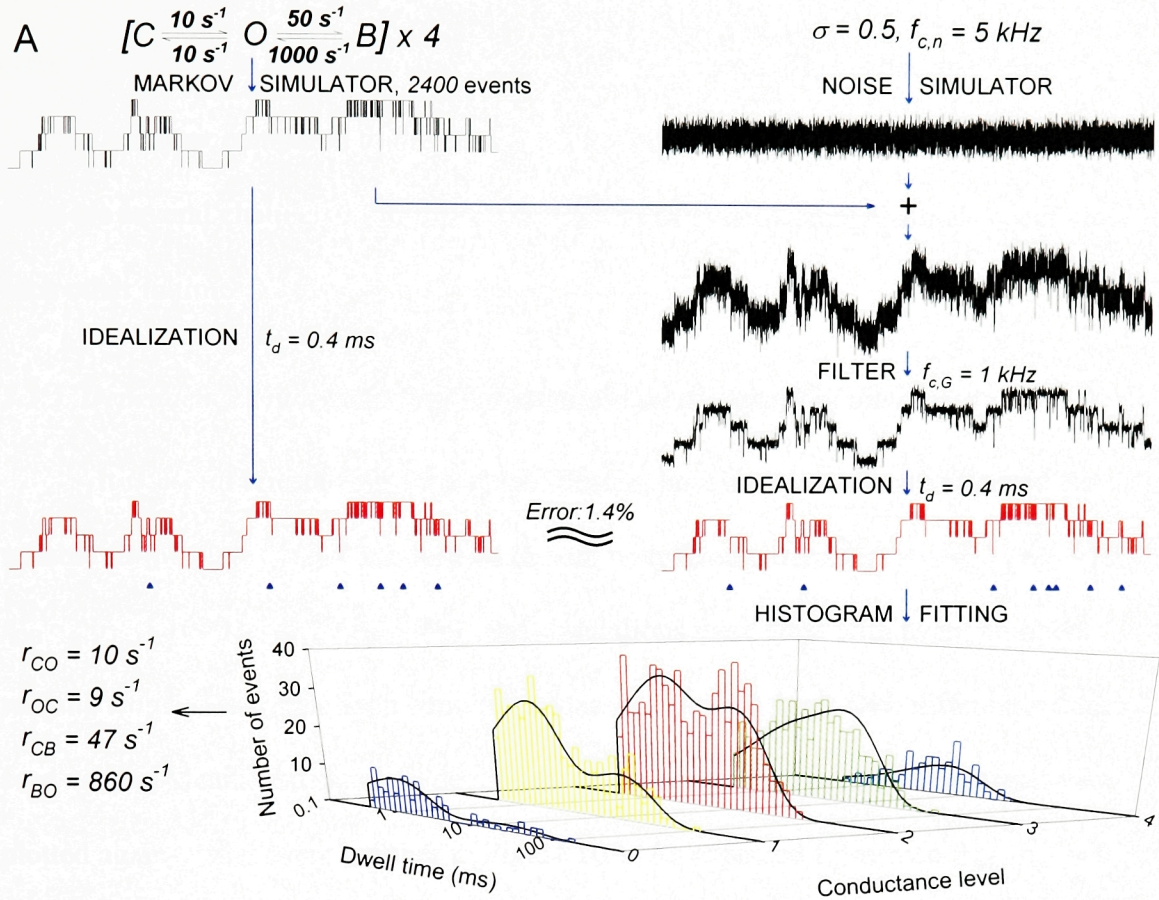 A
[C 10 s-1 10 s-1 O 50 s-1 1000 s-1 B] x 4
MARKOV SIMULATOR, 2400 events
σ = 0.5, fc,n = 5 kHz
NOISE SIMULATOR
+
IDEALIZATION td = 0.4 ms
FILTER fc,G = 1 kHz
IDEALIZATION td = 0.4 ms
Error:1.4%
HISTOGRAM FITTING
rCO = 10 s-1
rOC = 9 s-1
rCB = 47 s-1
rBO = 860 s-1
Number of events
40
30
20
10
0.1
1
10
100
Dwell time (ms)
0
1
2
3
4
Conductance level